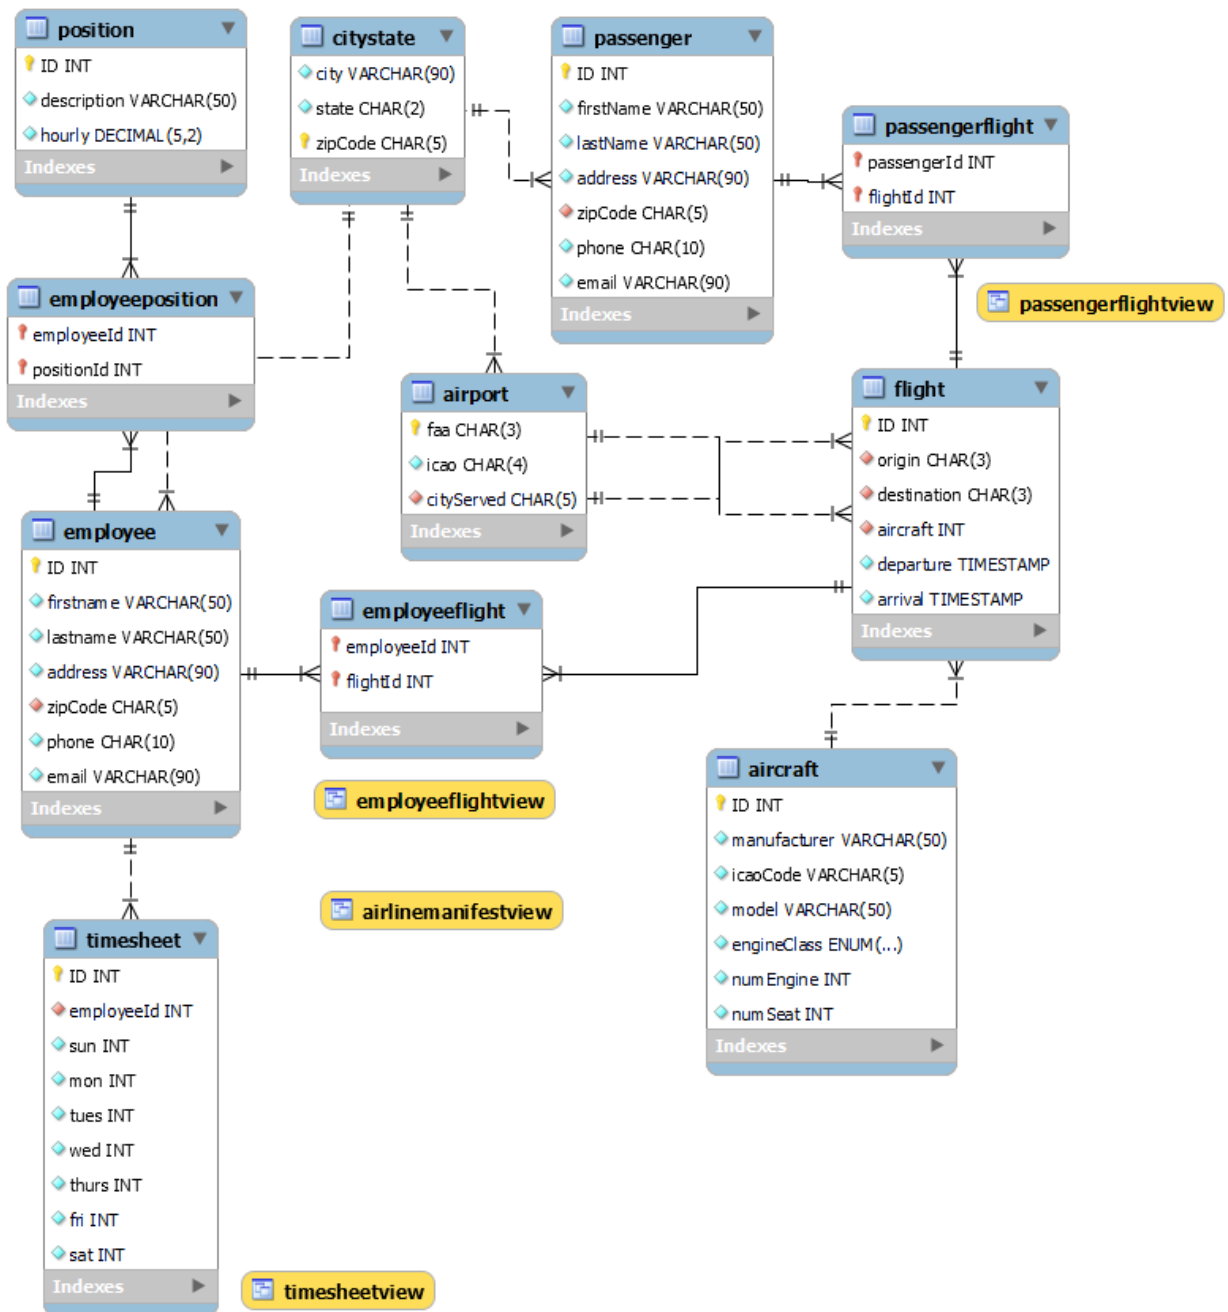 position
ID INT
description VARCHAR(50)
hourly DECIMAL(5,2)
Indexes
citystate
city VARCHAR(90)
state CHAR(2)
zipCode CHAR(5)
Indexes
passenger
ID INT
firstName VARCHAR(50)
lastName VARCHAR(50)
address VARCHAR(90)
zipCode CHAR(5)
phone CHAR(10)
email VARCHAR(90)
Indexes
passengerflight
passengerId INT
flightId INT
Indexes
passengerflightview
employeeposition
employeeId INT
positionId INT
Indexes
airport
faa CHAR(3)
icao CHAR(4)
cityServed CHAR(5)
Indexes
flight
ID INT
origin CHAR(3)
destination CHAR(3)
aircraft INT
departure TIMESTAMP
arrival TIMESTAMP
Indexes
employee
ID INT
firstname VARCHAR(50)
lastname VARCHAR(50)
address VARCHAR(90)
zipCode CHAR(5)
phone CHAR(10)
email VARCHAR(90)
Indexes
employeeflight
employeeId INT
flightId INT
Indexes
employeeflightview
airlinemanifestview
aircraft
ID INT
manufacturer VARCHAR(50)
icaoCode VARCHAR(5)
model VARCHAR(50)
engineClass ENUM(...)
numEngine INT
numSeat INT
Indexes
timesheet
ID INT
employeeId INT
sun INT
mon INT
tues INT
wed INT
thurs INT
fri INT
sat INT
Indexes
timesheetview